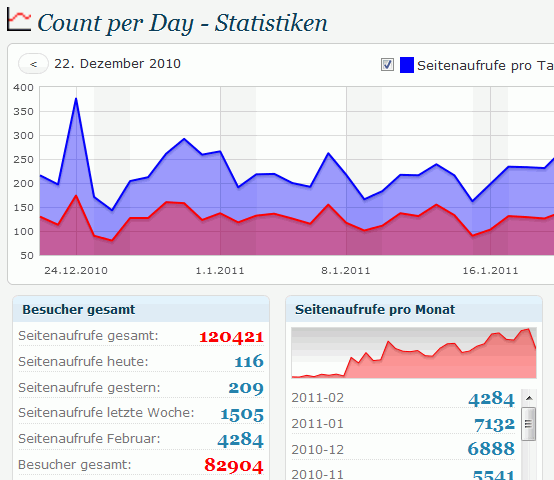 Count per Day - Statistiken
< 22. Dezember 2010
Seitenaufrufe pro Ta
400
350
300
250
200
150
100
50
24.12.2010 1.1.2011 8.1.2011 16.1.2011
Besucher gesamt
Seitenaufrufe gesamt: 120421
Seitenaufrufe heute: 116
Seitenaufrufe gestern: 209
Seitenaufrufe letzte Woche: 1505
Seitenaufrufe Februar: 4284
Besucher gesamt: 82904
Seitenaufrufe pro Monat
2011-02 4284
2011-01 7132
2010-12 6888
2010-11 5541